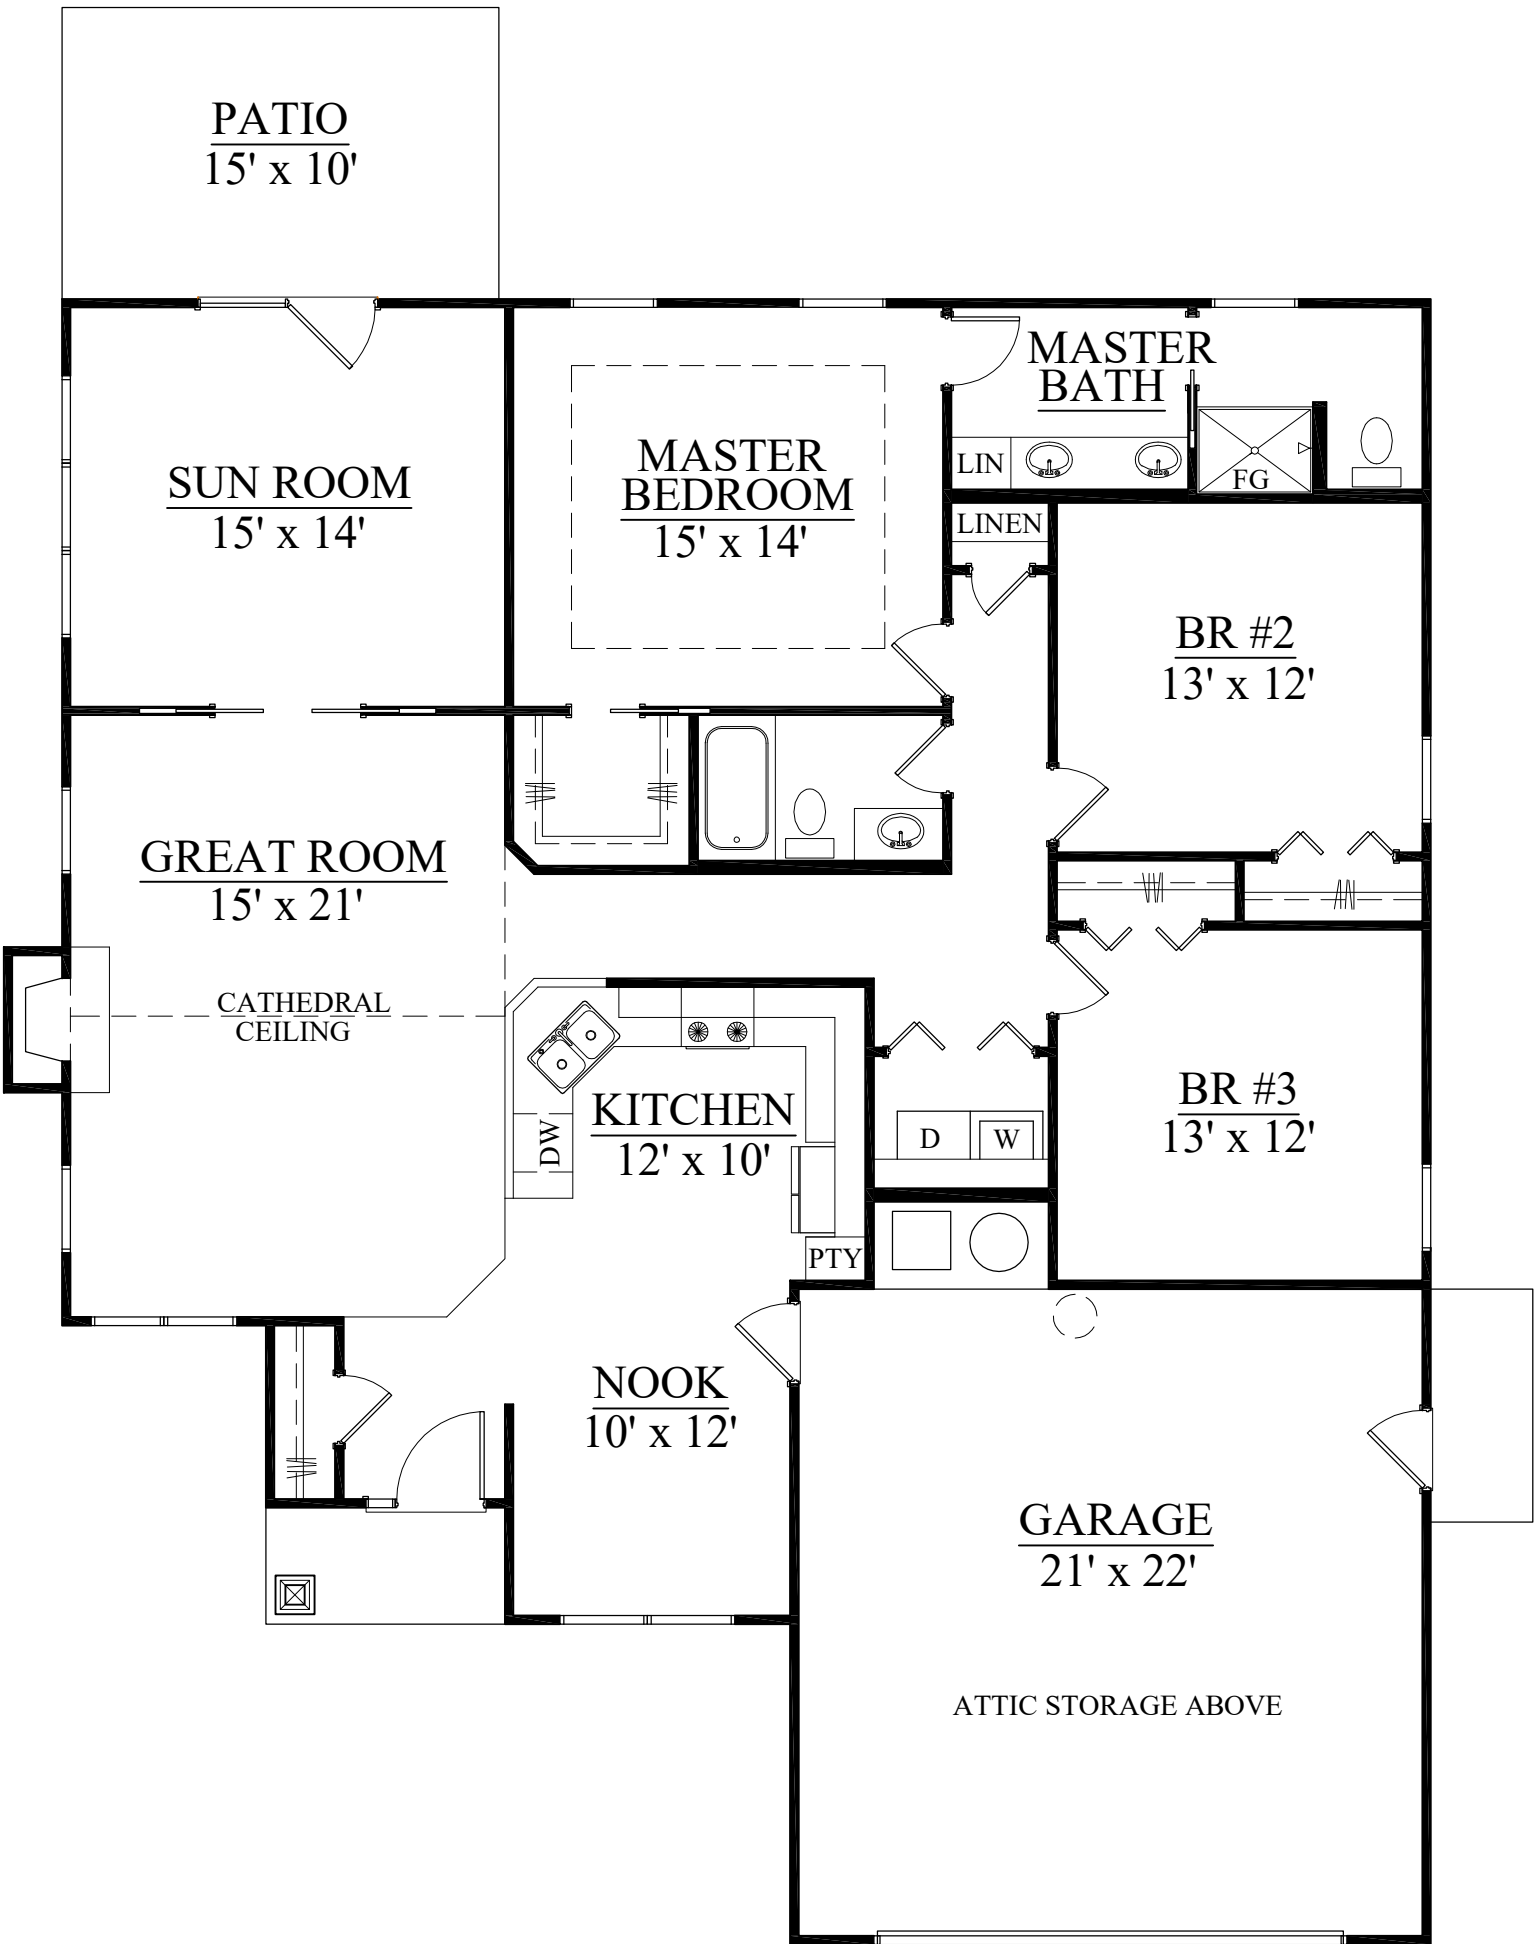 PATIO
15' x 10'
MASTER
BATH
SUN ROOM
15' x 14'
MASTER
BEDROOM
15' x 14'
LIN
FG
LINEN
BR #2
13' x 12'
GREAT ROOM
15' x 21'
CATHEDRAL
CEILING
KITCHEN
12' x 10'
DW
D
W
BR #3
13' x 12'
PTY
NOOK
10' x 12'
GARAGE
21' x 22'
ATTIC STORAGE ABOVE